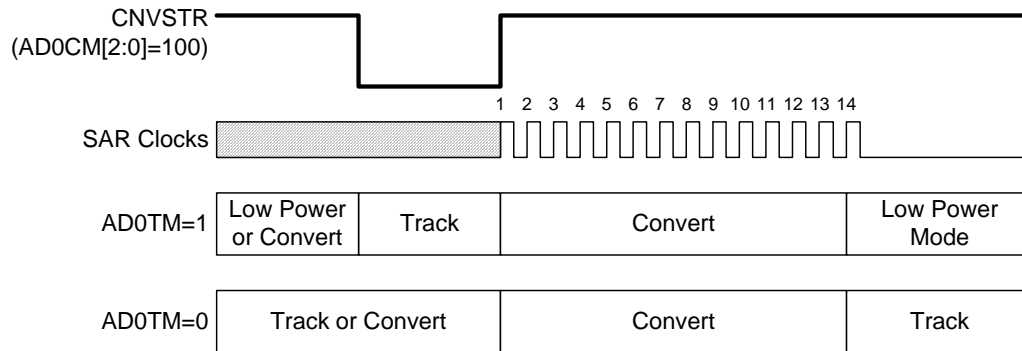 CNVSTR
(AD0CM[2:0]=100)
1 2 3 4 5 6 7 8 9 10 11 12 13 14
SAR Clocks
AD0TM=1
Low Power
or Convert
Track
Convert
Low Power
Mode
AD0TM=0
Track or Convert
Convert
Track